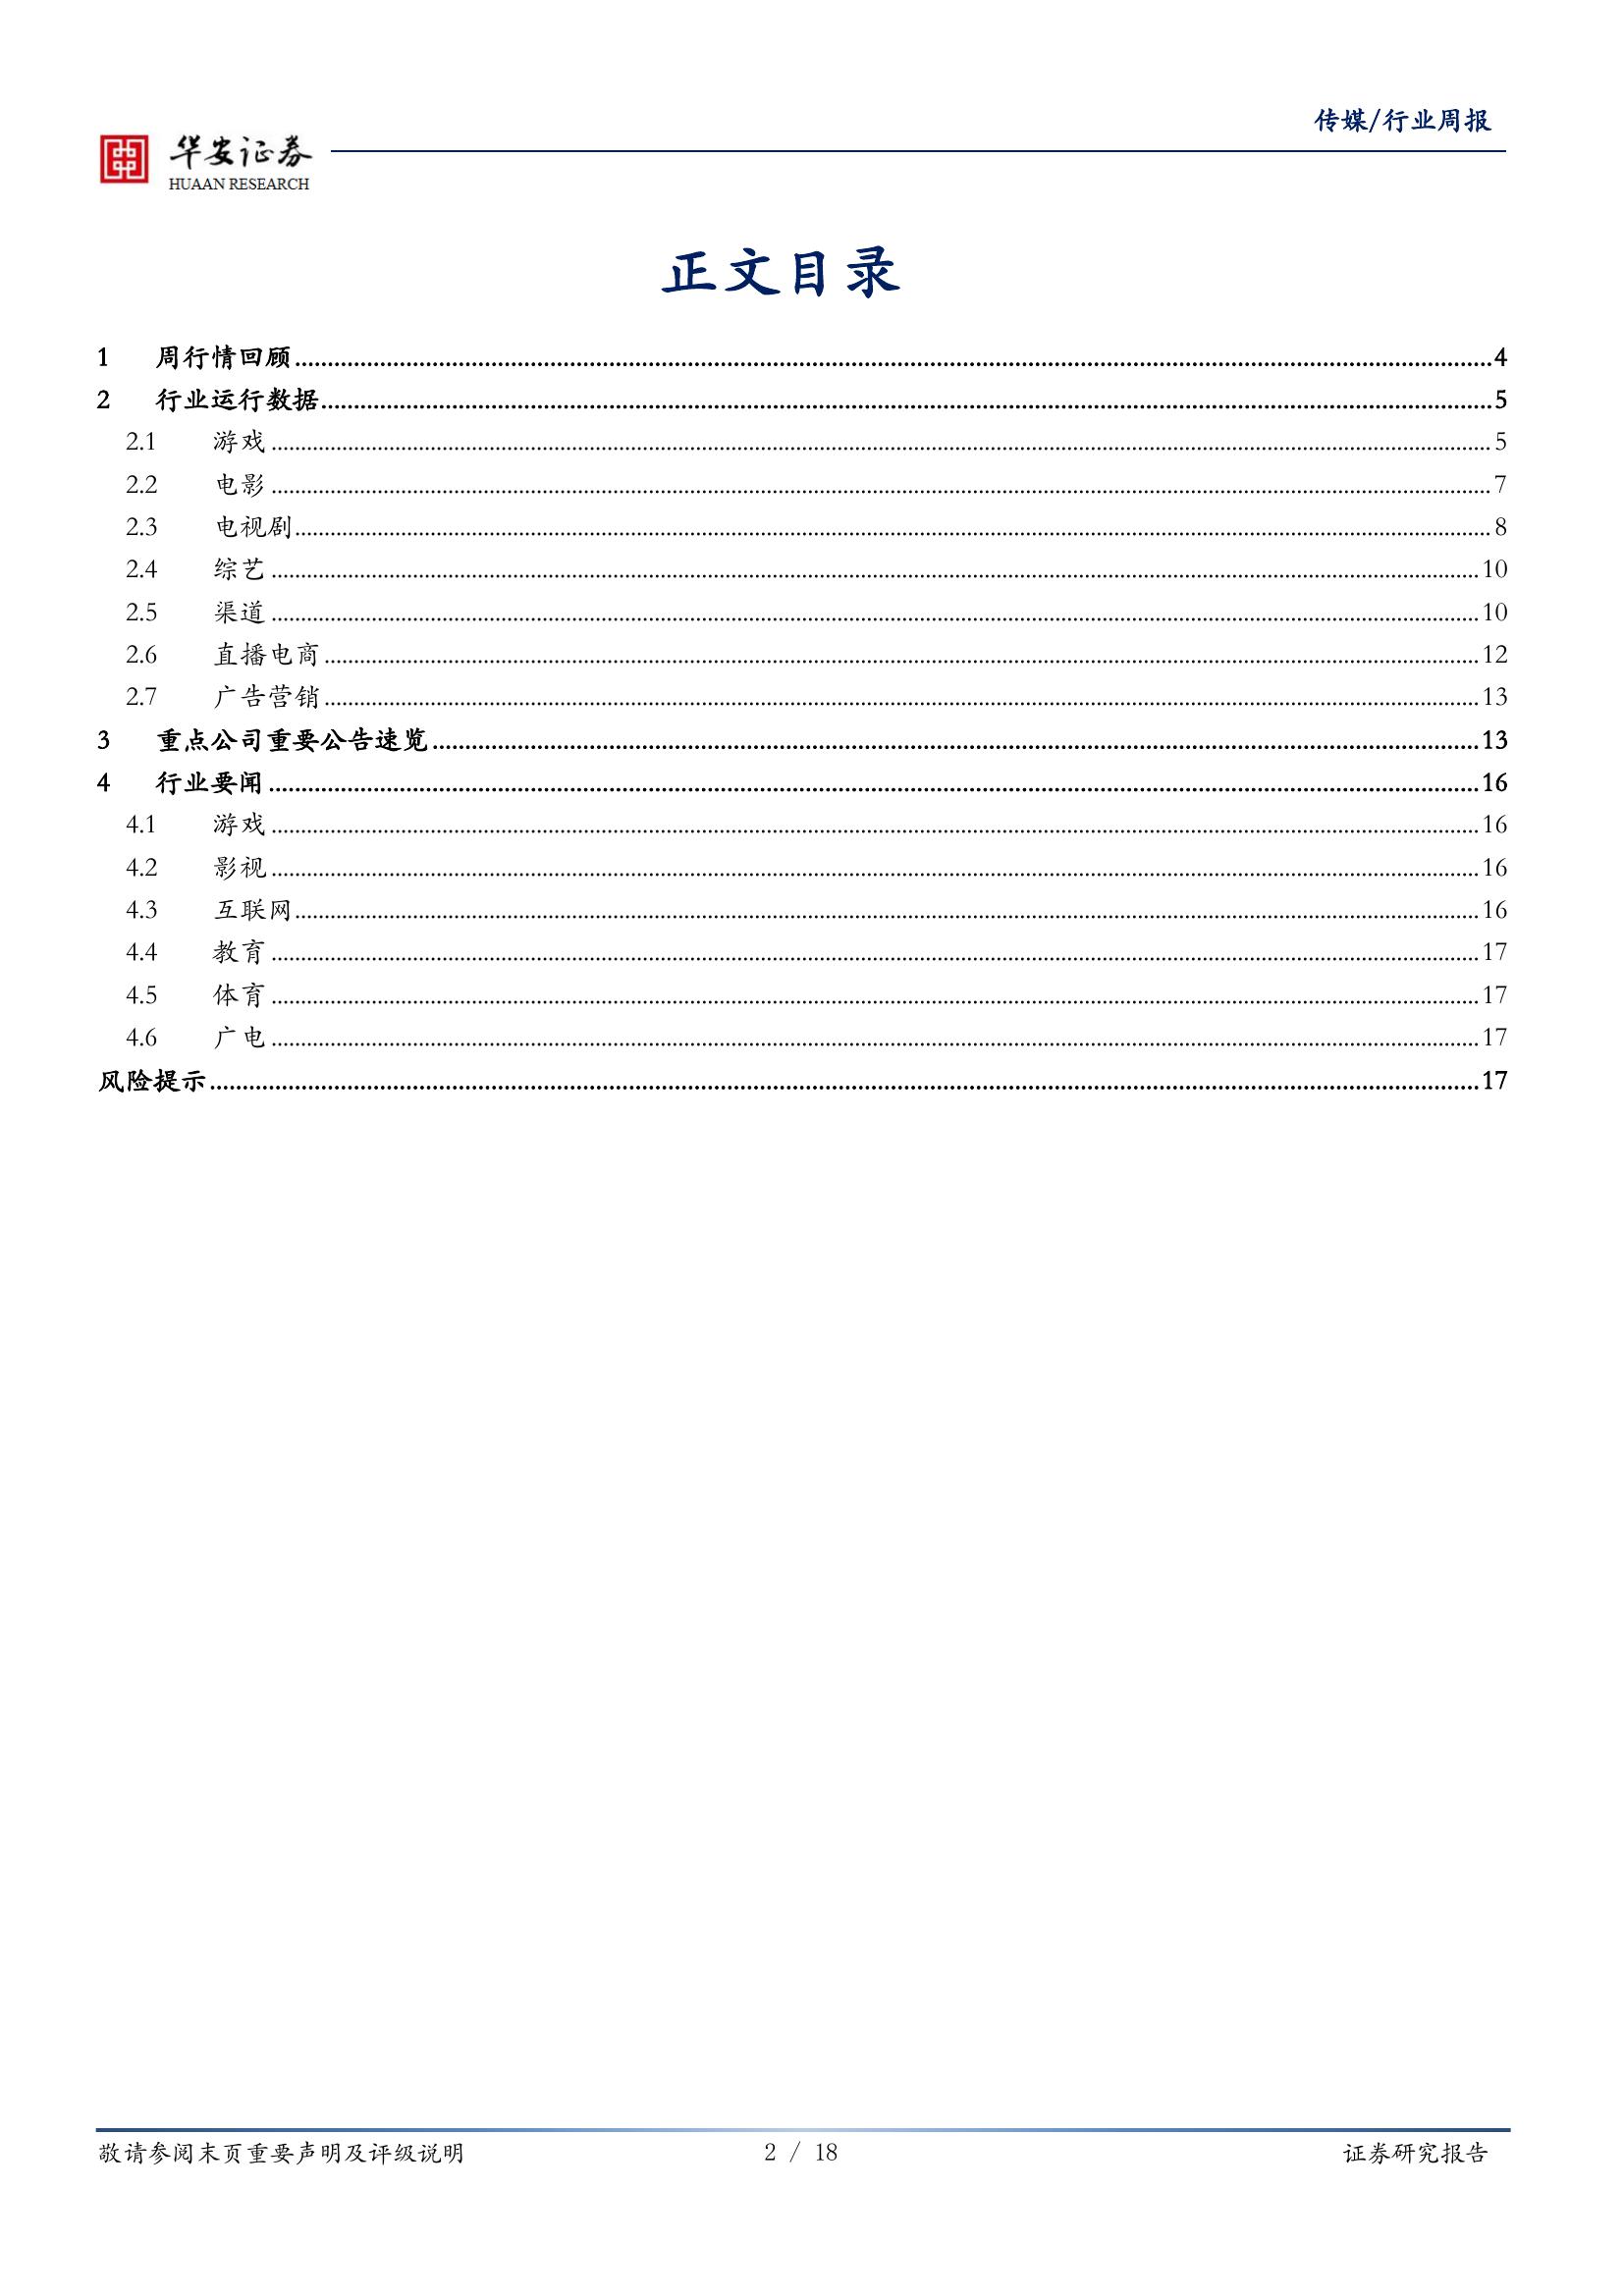 传媒/行业周报
华安证券
HUAAN RESEARCH
正文目录
1 周行情回顾 4
2 行业运行数据 5
2.1 游戏 5
2.2 电影 7
2.3 电视剧 8
2.4 综艺 10
2.5 渠道 10
2.6 直播电商 12
2.7 广告营销 13
3 重点公司重要公告速览 13
4 行业要闻 16
4.1 游戏 16
4.2 影视 16
4.3 互联网 16
4.4 教育 17
4.5 体育 17
4.6 广电 17
风险提示 17
敬请参阅末页重要声明及评级说明 2 / 18 证券研究报告